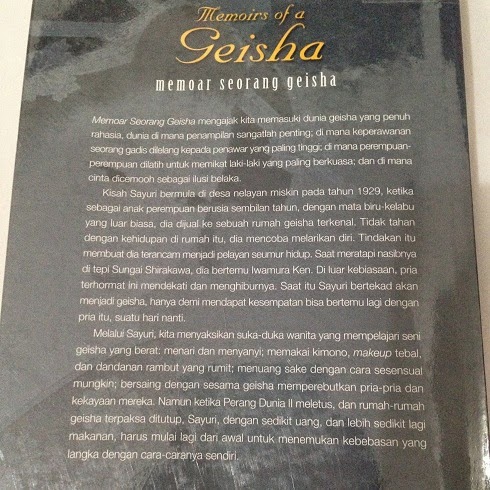 Memoirs of a
Geisha
memoar seorang geisha
Memoar Seorang Geisha mengajak kita memasuki dunia geisha yang penuh
rahasia, dunia di mana penampilan sangatlah penting; di mana keperawanan
seorang gadis dilelang kepada penawar yang paling tinggi; di mana perempuan-
perempuan dilatih untuk memikat laki-laki yang paling berkuasa; dan di mana
cinta dicemooh sebagai ilusi belaka.
Kisah Sayuri bermula di desa nelayan miskin pada tahun 1929, ketika
sebagai anak perempuan berusia sembilan tahun, dengan mata biru-kelabu
yang luar biasa, dia dijual ke sebuah rumah geisha terkenal. Tidak tahan
dengan kehidupan di rumah itu, dia mencoba melarikan diri. Tindakan itu
membuat dia terancam menjadi pelayan seumur hidup. Saat meratapi nasibnya
di tepi Sungai Shirakawa, dia bertemu Iwamura Ken. Di luar kebiasaan, pria
terhormat ini mendekati dan menghiburnya. Saat itu Sayuri bertekad akan
menjadi geisha, hanya demi mendapat kesempatan bisa bertemu lagi dengan
pria itu, suatu hari nanti.
Melalui Sayuri, kita menyaksikan suka-duka wanita yang mempelajari seni
geisha yang berat: menari dan menyanyi; memakai kimono, makeup tebal,
dan dandanan rambut yang rumit; menuang sake dengan cara sesensual
mungkin; bersaing dengan sesama geisha memperebutkan pria-pria dan
kekayaan mereka. Namun ketika Perang Dunia II meletus, dan rumah-rumah
geisha terpaksa ditutup, Sayuri, dengan sedikit uang, dan lebih sedikit lagi
makanan, harus mulai lagi dari awal untuk menemukan kebebasan yang
langka dengan cara-caranya sendiri.